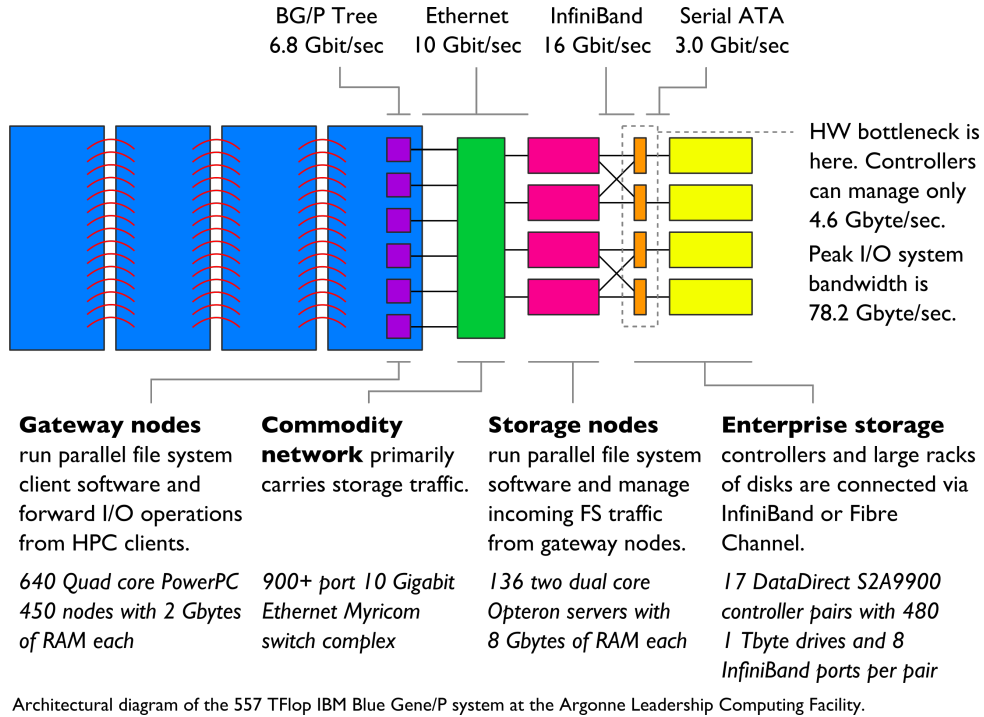 BG/P Tree
6.8 Gbit/sec
Ethernet
10 Gbit/sec
InfiniBand
16 Gbit/sec
Serial ATA
3.0 Gbit/sec
HW bottleneck is
here. Controllers
can manage only
4.6 Gbyte/sec.
Peak I/O system
bandwidth is
78.2 Gbyte/sec.
Gateway nodes
run parallel file system
client software and
forward I/O operations
from HPC clients.
640 Quad core PowerPC
450 nodes with 2 Gbytes
of RAM each
Commodity
network primarily
carries storage traffic.
900+ port 10 Gigabit
Ethernet Myricom
switch complex
Storage nodes
run parallel file system
software and manage
incoming FS traffic
from gateway nodes.
136 two dual core
Opteron servers with
8 Gbytes of RAM each
Enterprise storage
controllers and large racks
of disks are connected via
InfiniBand or Fibre
Channel.
17 DataDirect S2A9900
controller pairs with 480
1 Tbyte drives and 8
InfiniBand ports per pair
Architectural diagram of the 557 TFlop IBM Blue Gene/P system at the Argonne Leadership Computing Facility.